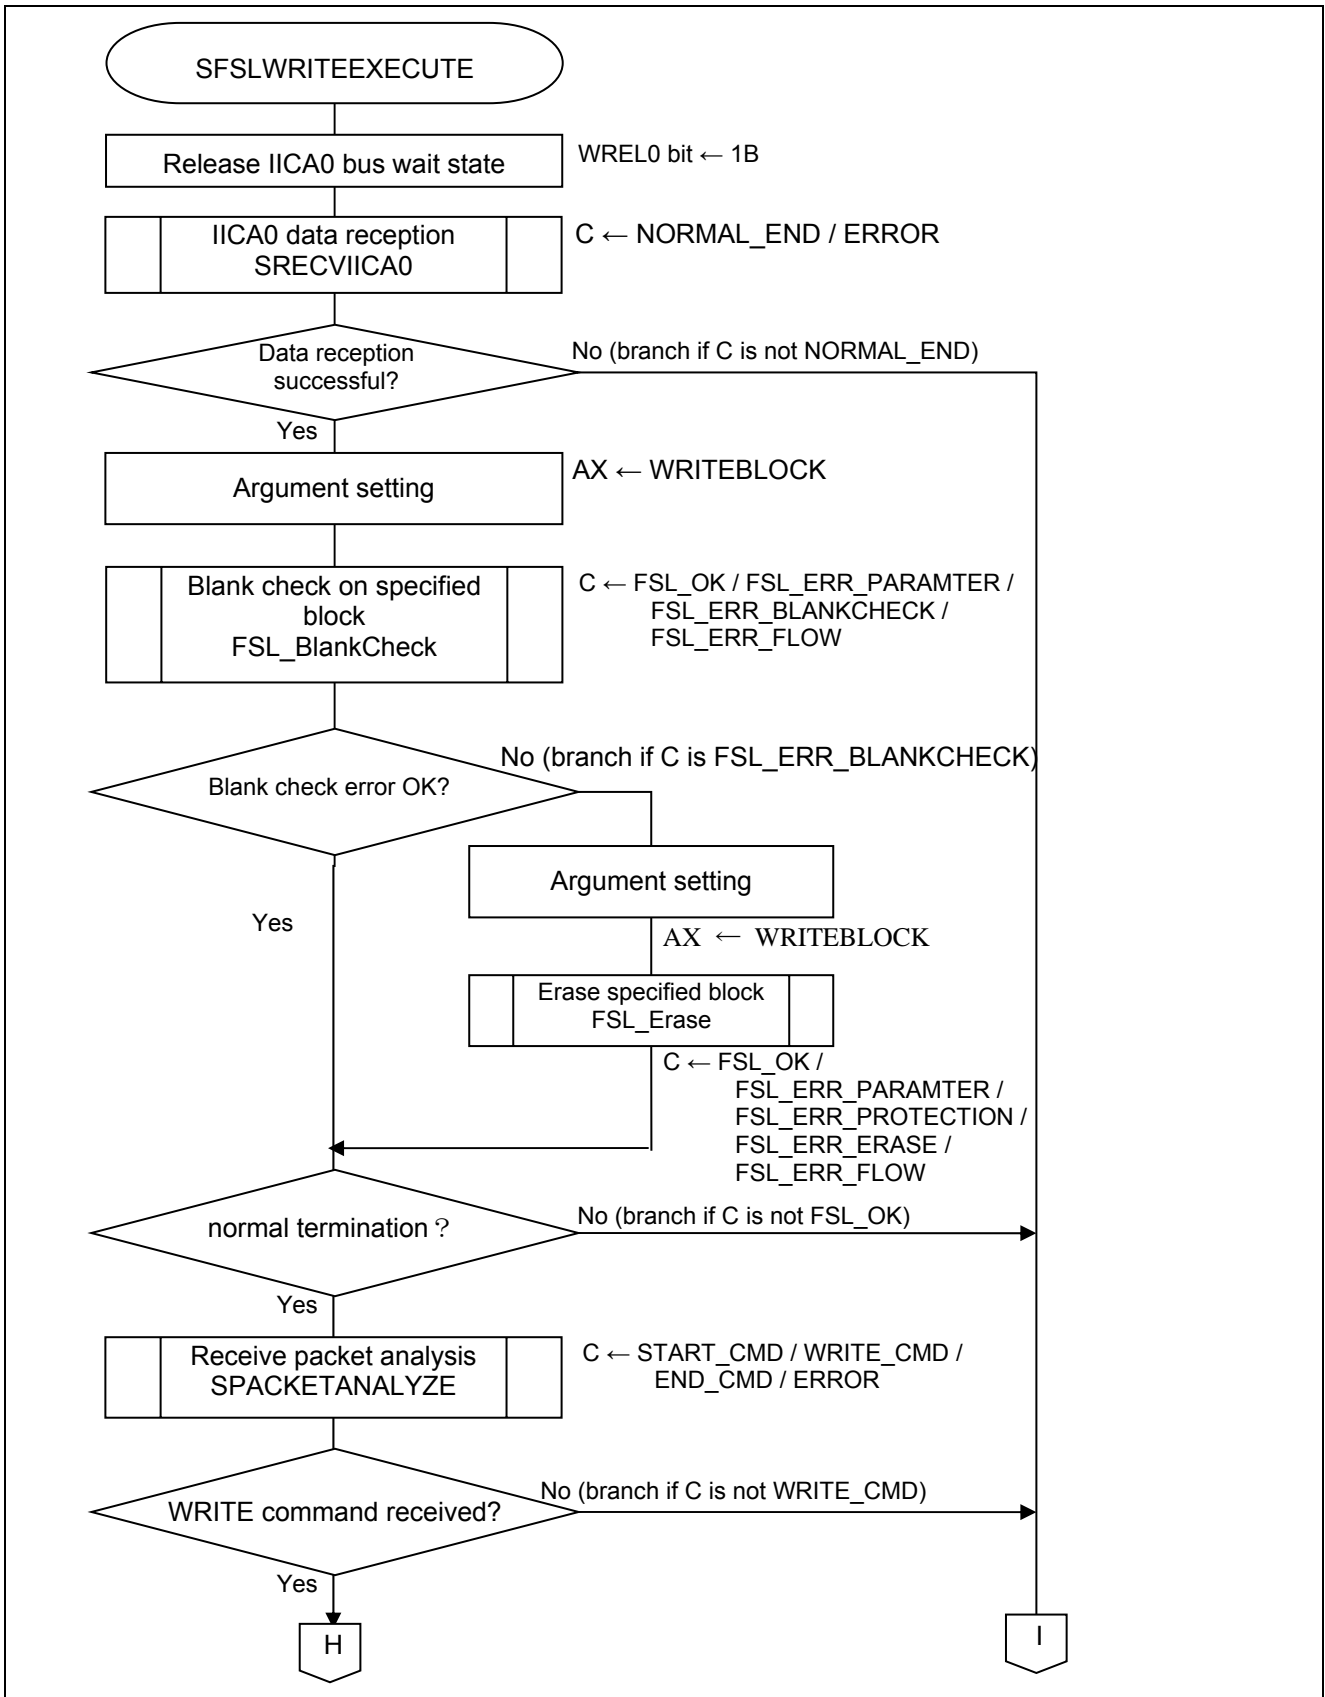 SFSLWRITEEXECUTE
Release IICA0 bus wait state
WREL0 bit ← 1B
IICA0 data reception
SRECVIICA0
C ← NORMAL_END / ERROR
Data reception
successful?
No (branch if C is not NORMAL_END)
Yes
Argument setting
AX ← WRITEBLOCK
Blank check on specified
block
FSL_BlankCheck
C ← FSL_OK / FSL_ERR_PARAMTER /
FSL_ERR_BLANKCHECK /
FSL_ERR_FLOW
Blank check error OK?
No (branch if C is FSL_ERR_BLANKCHECK)
Argument setting
Yes
AX ← WRITEBLOCK
Erase specified block
FSL_Erase
C ← FSL_OK /
FSL_ERR_PARAMTER /
FSL_ERR_PROTECTION /
FSL_ERR_ERASE /
FSL_ERR_FLOW
normal termination？
No (branch if C is not FSL_OK)
Yes
Receive packet analysis
SPACKETANALYZE
C ← START_CMD / WRITE_CMD /
END_CMD / ERROR
WRITE command received?
No (branch if C is not WRITE_CMD)
Yes
H
I